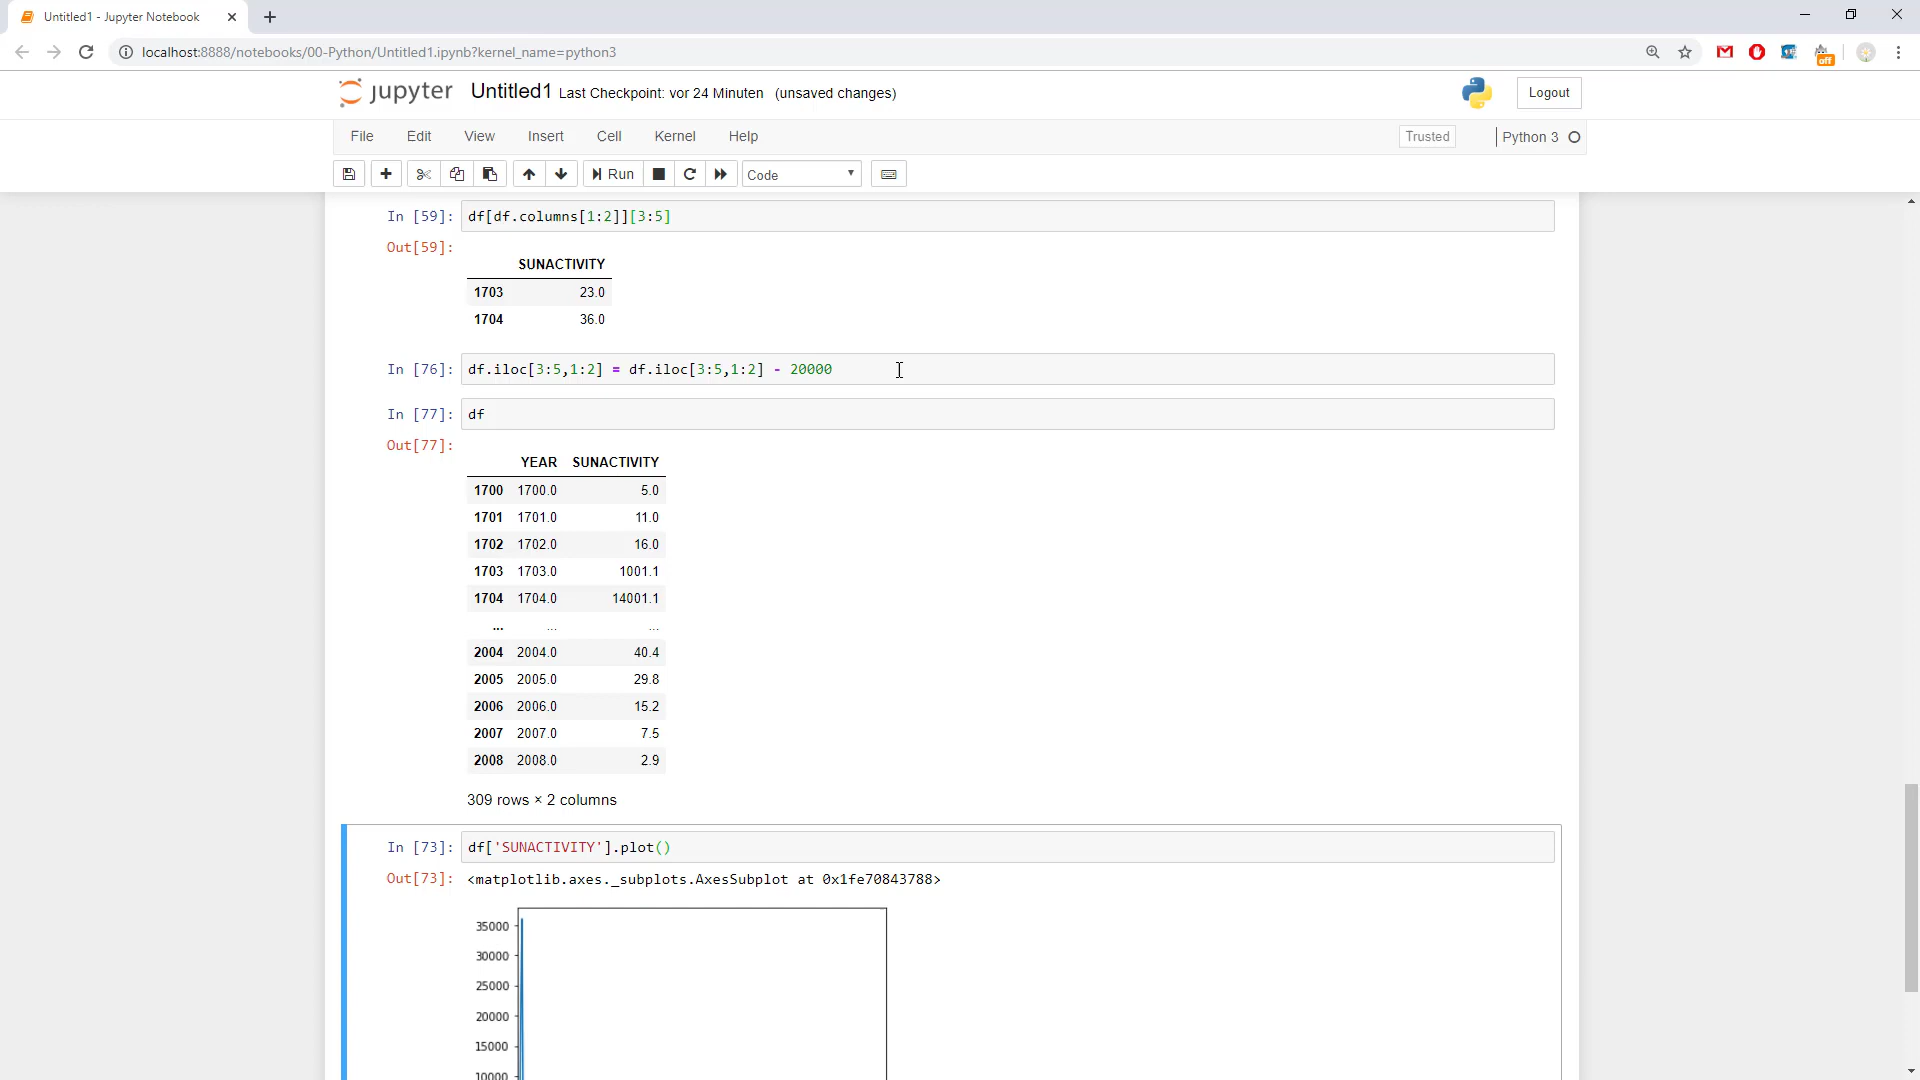 Untitled1 - Jupyter Notebook
localhost:8888/notebooks/00-Python/Untitled1.ipynb?kernel_name=python3
off
jupyter Untitled1 Last Checkpoint: vor 24 Minuten (unsaved changes)
Logout
File Edit View Insert Cell Kernel Help
Trusted
Python 3
Run
Code
In [59]: df[df.columns[1:2]][3:5]
Out[59]:
SUNACTIVITY
1703 23.0
1704 36.0
In [76]: df.iloc[3:5,1:2] = df.iloc[3:5,1:2] - 20000
In [77]: df
Out[77]:
YEAR SUNACTIVITY
1700 1700.0 5.0
1701 1701.0 11.0
1702 1702.0 16.0
1703 1703.0 1001.1
1704 1704.0 14001.1
... ... ...
2004 2004.0 40.4
2005 2005.0 29.8
2006 2006.0 15.2
2007 2007.0 7.5
2008 2008.0 2.9
309 rows × 2 columns
In [73]: df['SUNACTIVITY'].plot()
Out[73]: <matplotlib.axes._subplots.AxesSubplot at 0x1fe70843788>
35000
30000
25000
20000
15000
10000